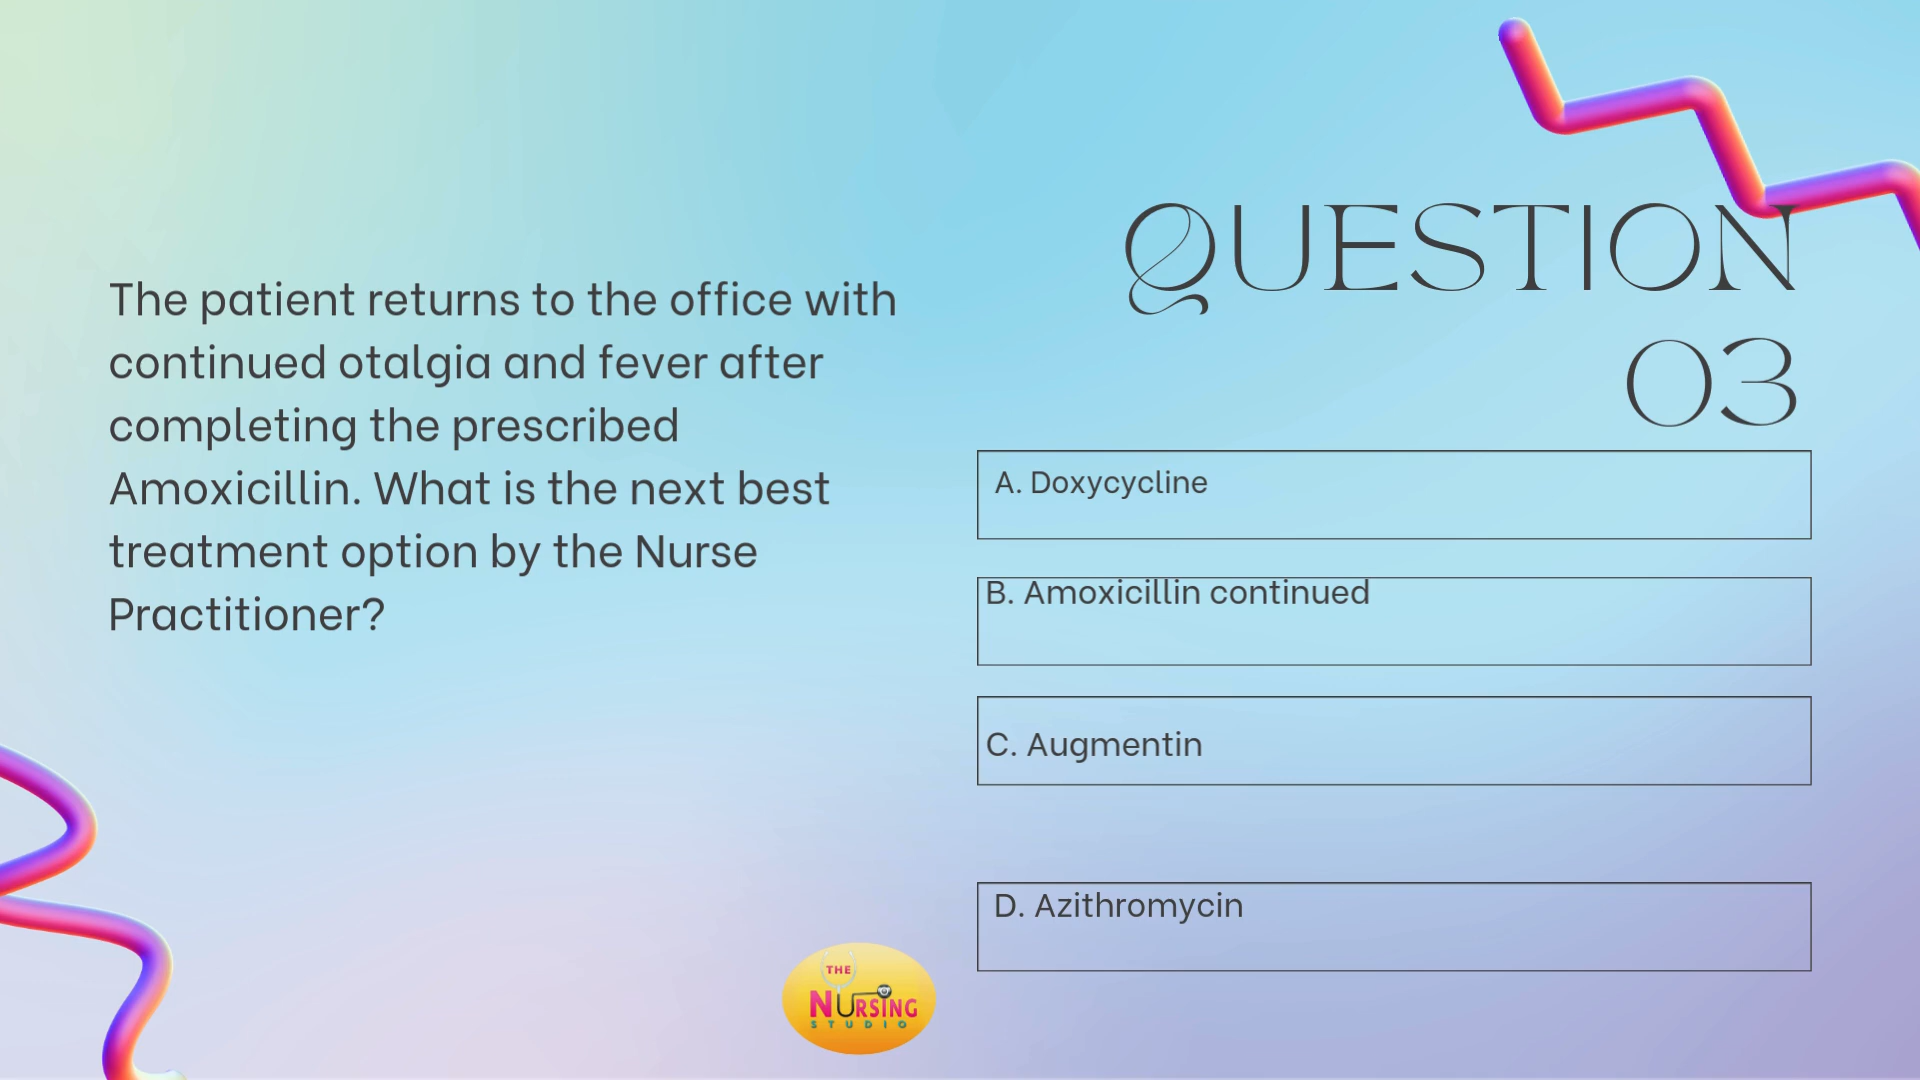 The patient returns to the office with
continued otalgia and fever after
completing the prescribed
Amoxicillin. What is the next best
treatment option by the Nurse
Practitioner?
QUESTION
03
A. Doxycycline
B. Amoxicillin continued
C. Augmentin
D. Azithromycin
THE
NURSING
STUDIO